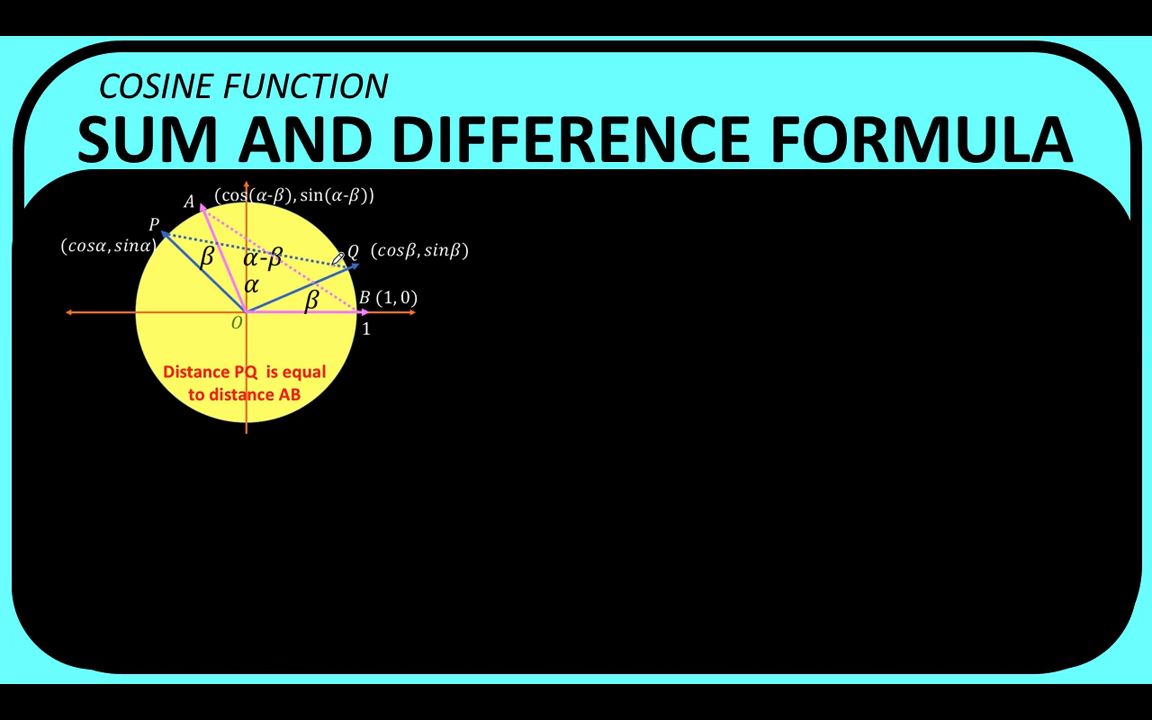 COSINE FUNCTION
SUM AND DIFFERENCE FORMULA
A (cos(α-β), sin(α-β))
P
(cosα, sinα)
Q (cosβ, sinβ)
β α-β
α
β B (1, 0)
O 1
Distance PQ is equal
to distance AB